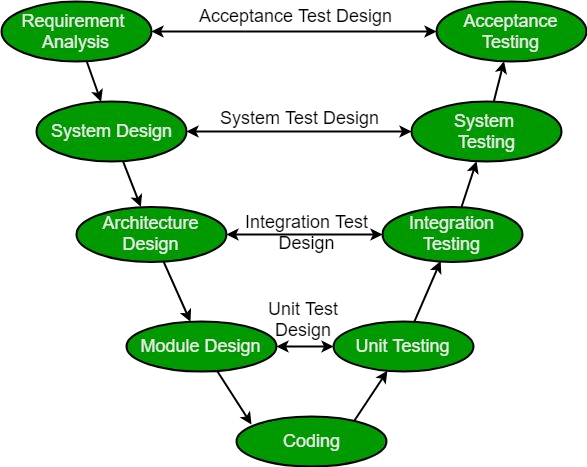 Requirement
Analysis
Acceptance Test Design
Acceptance
Testing
System Design
System Test Design
System
Testing
Architecture
Design
Integration Test
Design
Integration
Testing
Module Design
Unit Test
Design
Unit Testing
Coding